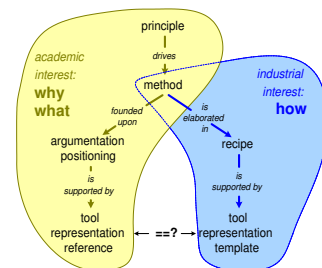 principle
drives
method
academic
interest:
why
what
industrial
interest:
how
founded
upon
is
elaborated
in
argumentation
positioning
recipe
is
supported by
is
supported by
tool
representation
reference
==?
tool
representation
template